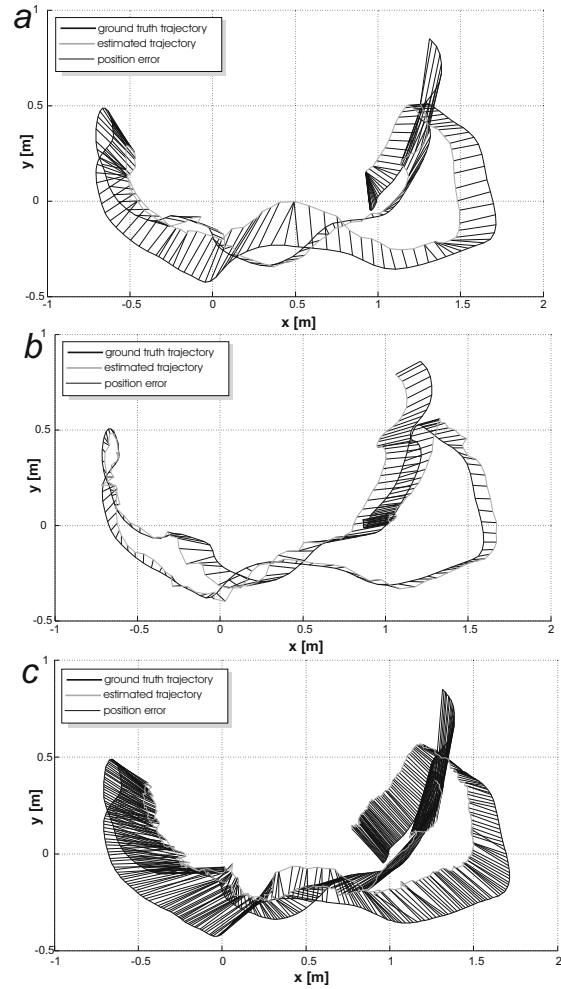 a
ground truth trajectory
estimated trajectory
position error
y [m]
1
0.5
0
-0.5
-1
-0.5
0
0.5
1
1.5
2
x [m]
b
ground truth trajectory
estimated trajectory
position error
y [m]
1
0.5
0
-0.5
-1
-0.5
0
0.5
1
1.5
2
x [m]
c
ground truth trajectory
estimated trajectory
position error
y [m]
1
0.5
0
-0.5
-1
-0.5
0
0.5
1
1.5
2
x [m]